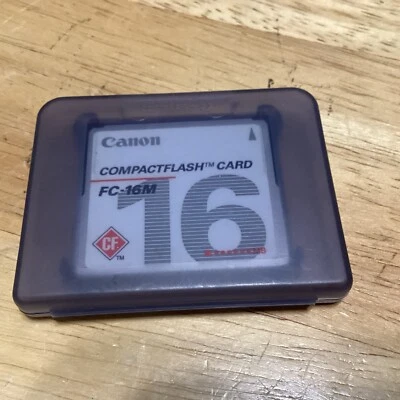 Canon
COMPACTFLASH™ CARD
FC-16M
16
CF
TM